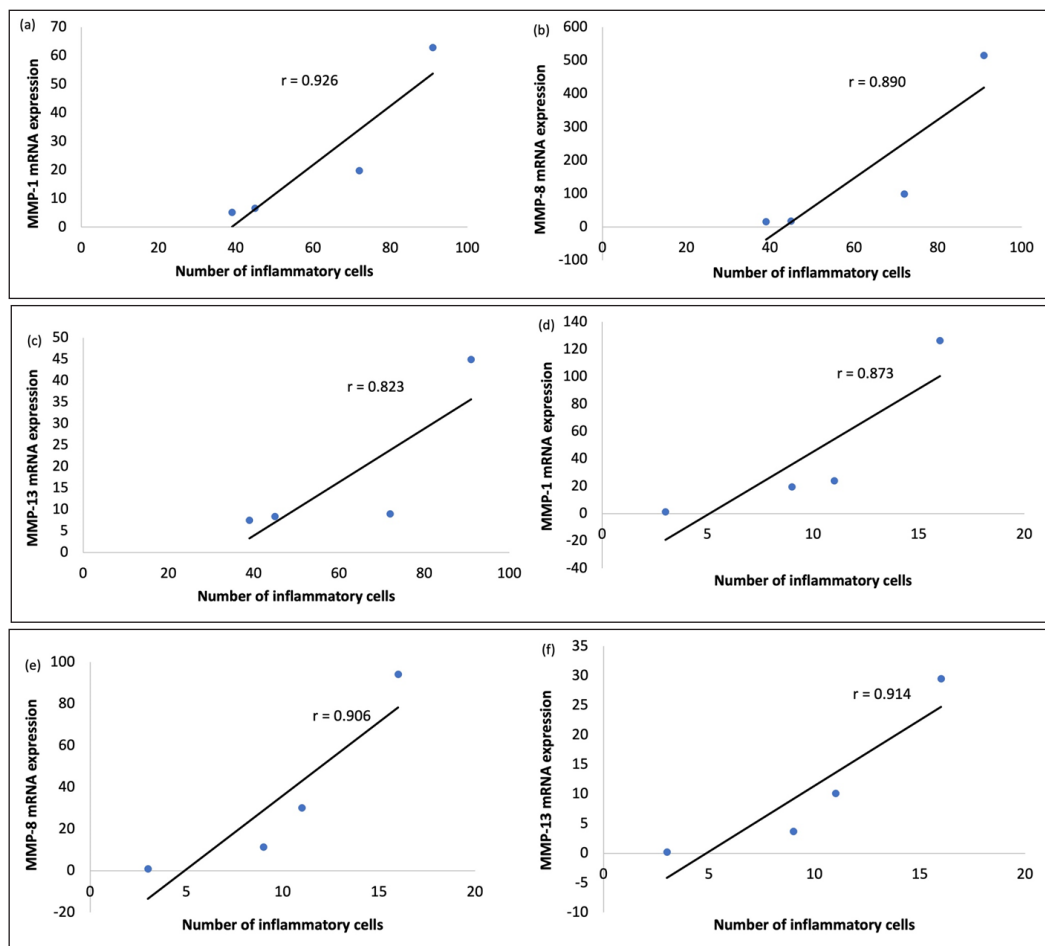 (a)
MMP-1 mRNA expression
70
60
50
40
30
20
10
0
r = 0.926
0 20 40 60 80 100
Number of inflammatory cells
(b)
MMP-8 mRNA expression
600
500
400
300
200
100
0
-100
r = 0.890
0 20 40 60 80 100
Number of inflammatory cells
(c)
MMP-13 mRNA expression
50
45
40
35
30
25
20
15
10
5
0
r = 0.823
0 20 40 60 80 100
Number of inflammatory cells
(d)
MMP-1 mRNA expression
140
120
100
80
60
40
20
0
-20
-40
r = 0.873
0 5 10 15 20
Number of inflammatory cells
(e)
MMP-8 mRNA expression
100
80
60
40
20
0
-20
r = 0.906
0 5 10 15 20
Number of inflammatory cells
(f)
MMP-13 mRNA expression
35
30
25
20
15
10
5
0
-5
-10
r = 0.914
0 5 10 15 20
Number of inflammatory cells